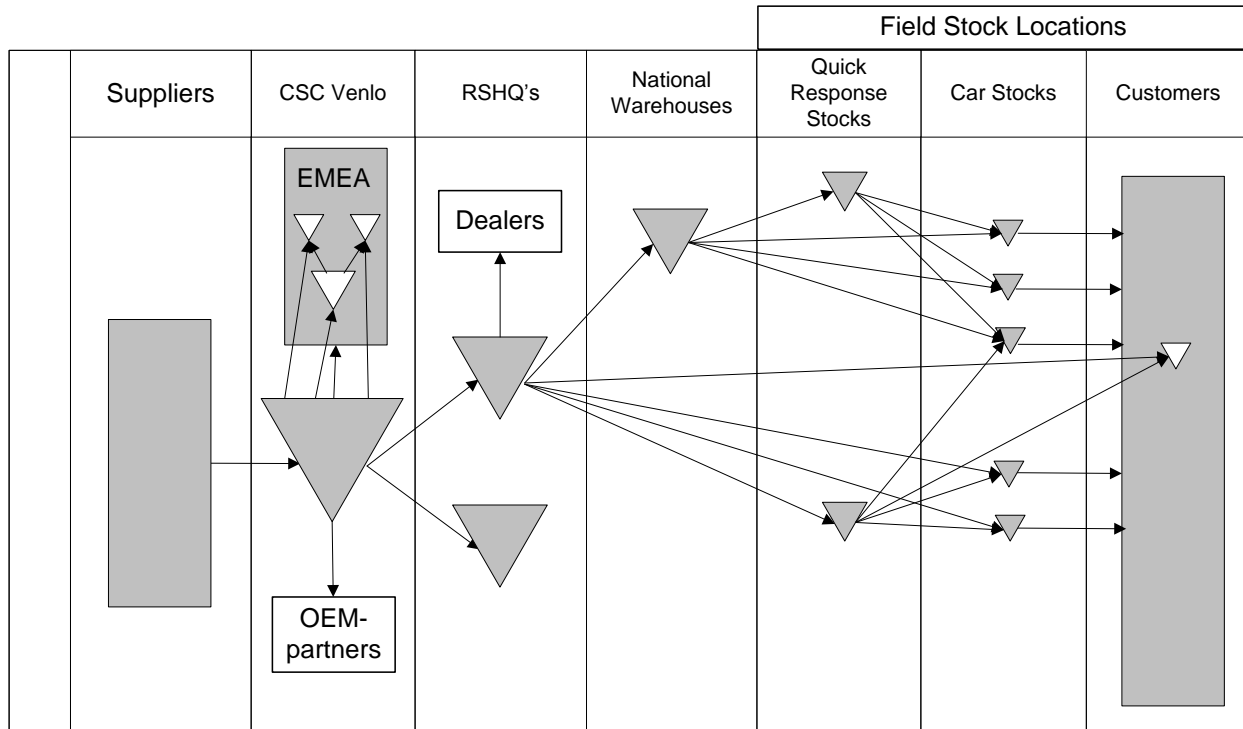 Field Stock Locations
Suppliers
CSC Venlo
RSHQ's
National
Warehouses
Quick
Response
Stocks
Car Stocks
Customers
EMEA
Dealers
OEM-
partners